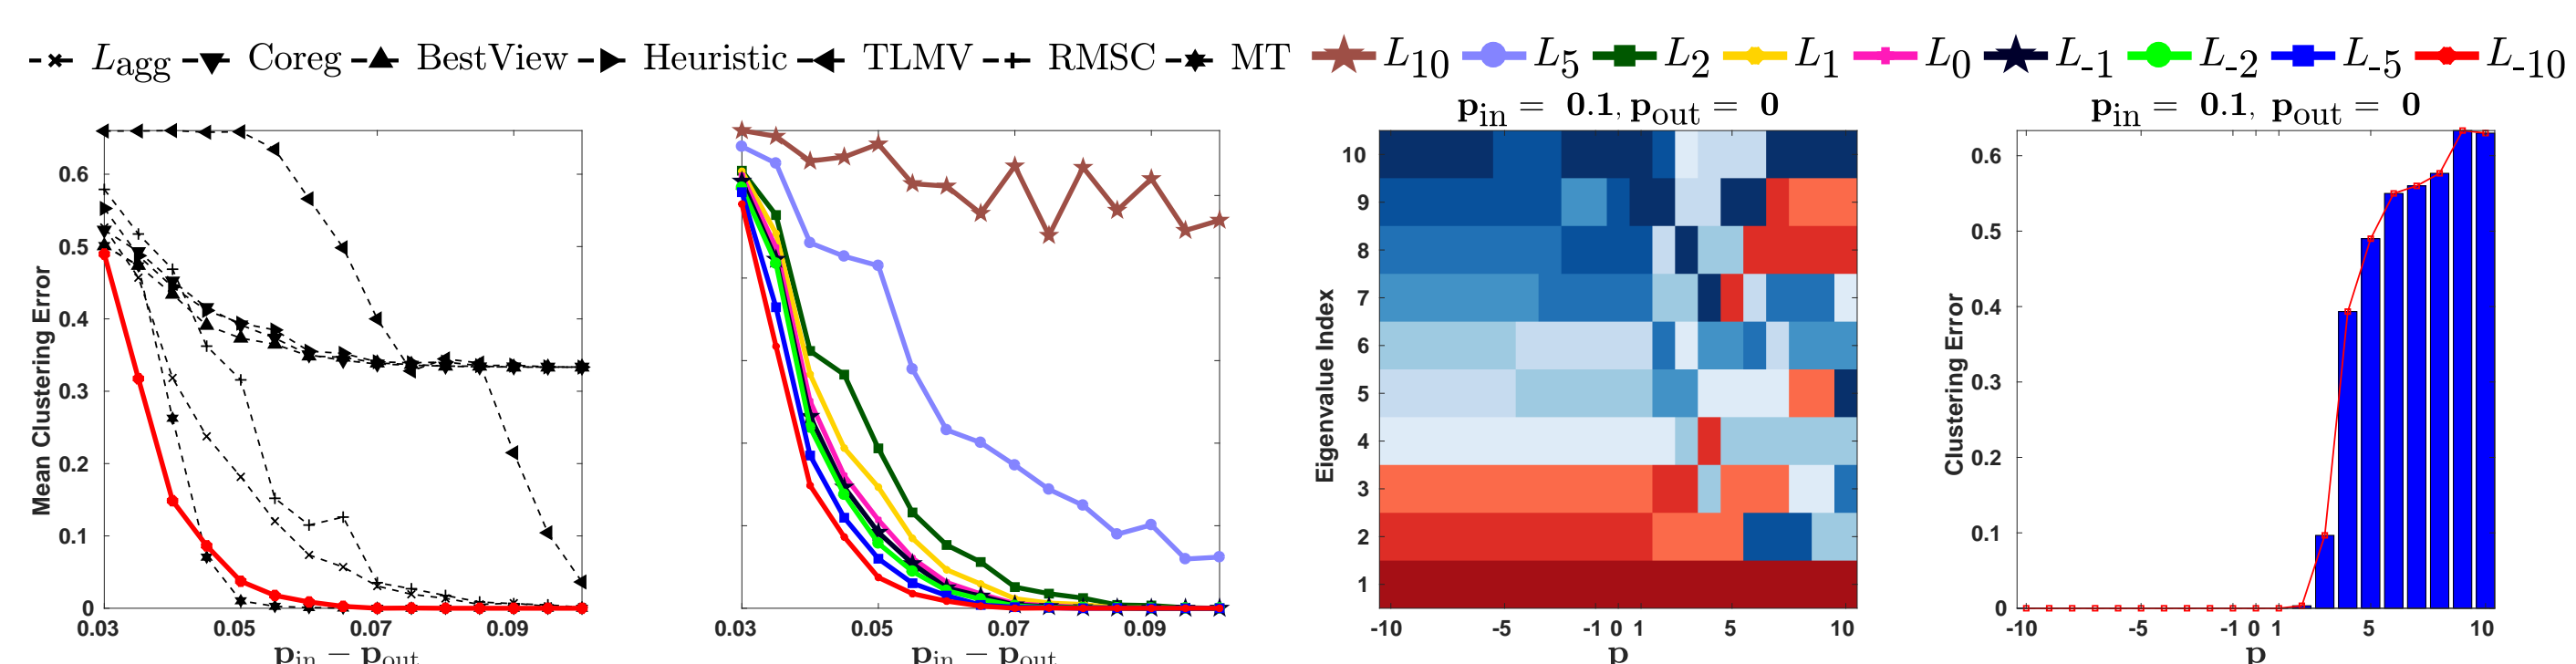 L_agg Coreg BestView Heuristic TLMV RMSC MT L_10 L_5 L_2 L_1 L_0 L_-1 L_-2 L_-5 L_-10
Mean Clustering Error
0.6
0.5
0.4
0.3
0.2
0.1
0
0.03 0.05 0.07 0.09
p_in − p_out
0.03 0.05 0.07 0.09
p_in − p_out
p_in = 0.1, p_out = 0
Eigenvalue Index
10
9
8
7
6
5
4
3
2
1
-10 -5 -1 0 1 5 10
p
p_in = 0.1, p_out = 0
Clustering Error
0.6
0.5
0.4
0.3
0.2
0.1
0
-10 -5 -1 0 1 5 10
p